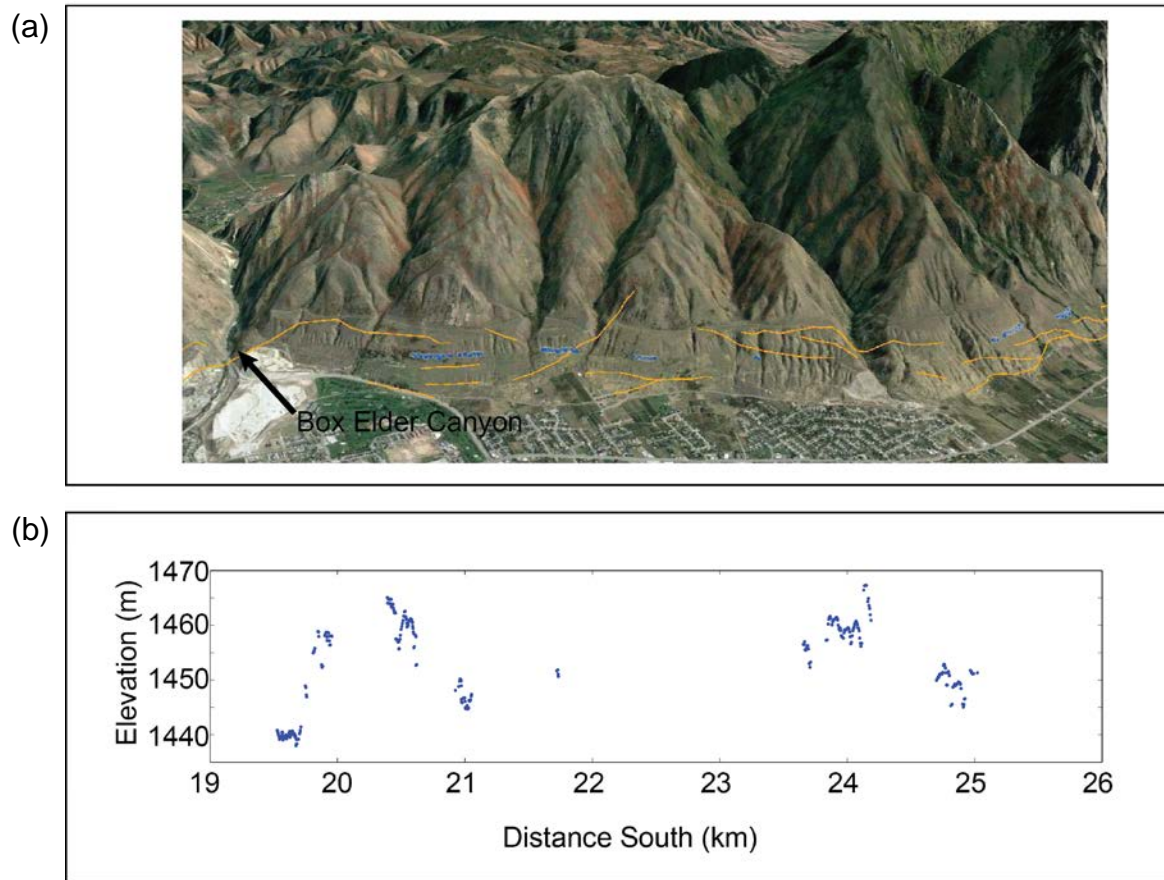 (a)
Box Elder Canyon
(b)
Elevation (m)
1470
1460
1450
1440
19 20 21 22 23 24 25 26
Distance South (km)